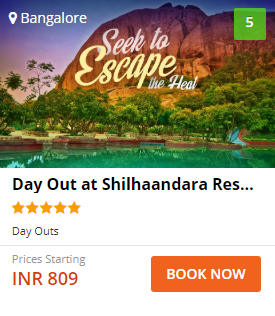 Bangalore
5
Seek to
Escape
the Heat
Day Out at Shilhaandara Res...
Day Outs
Prices Starting
INR 809
BOOK NOW